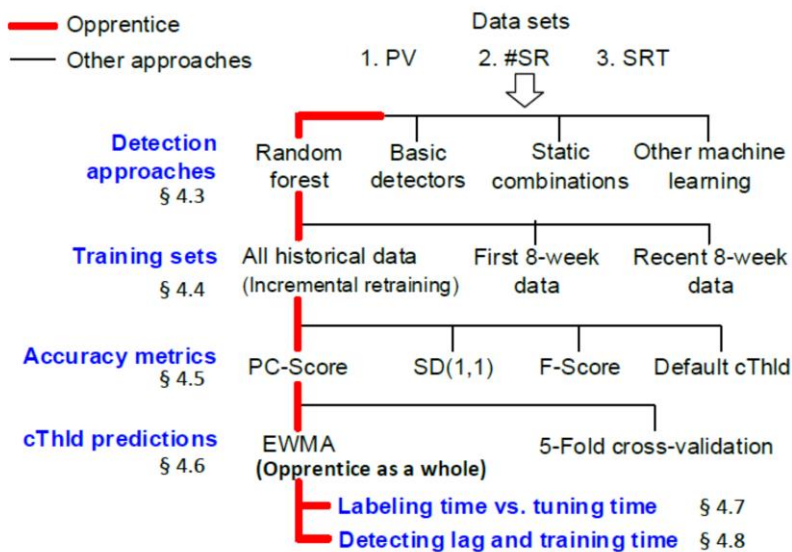 Opprentice
Other approaches
Data sets
1. PV 2. #SR 3. SRT
Detection approaches
§ 4.3
Random forest
Basic detectors
Static combinations
Other machine learning
Training sets
§ 4.4
All historical data
(Incremental retraining)
First 8-week data
Recent 8-week data
Accuracy metrics
§ 4.5
PC-Score
SD(1,1)
F-Score
Default cThld
cThld predictions
§ 4.6
EWMA
(Opprentice as a whole)
5-Fold cross-validation
Labeling time vs. tuning time § 4.7
Detecting lag and training time § 4.8